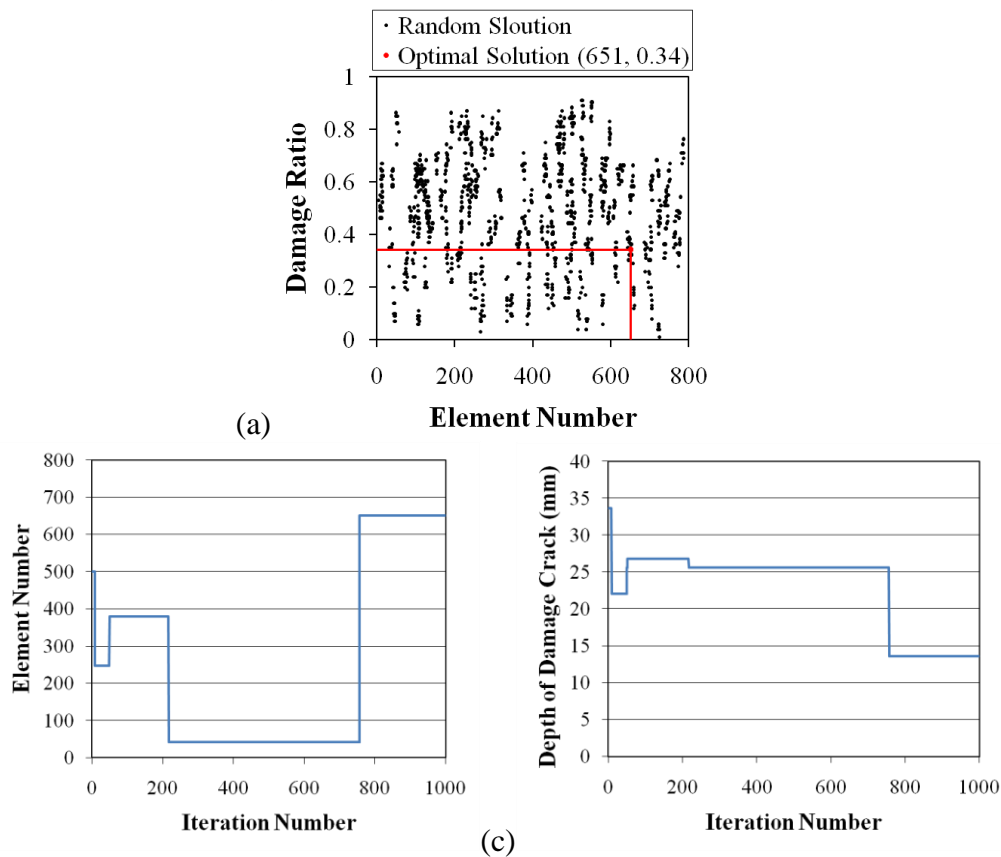 Random Sloution
Optimal Solution (651, 0.34)
1
0.8
0.6
0.4
0.2
0
Damage Ratio
0 200 400 600 800
Element Number
(a)
800
700
600
500
400
300
200
100
0
Element Number
0 200 400 600 800 1000
Iteration Number
40
35
30
25
20
15
10
5
0
Depth of Damage Crack (mm)
0 200 400 600 800 1000
Iteration Number
(c)